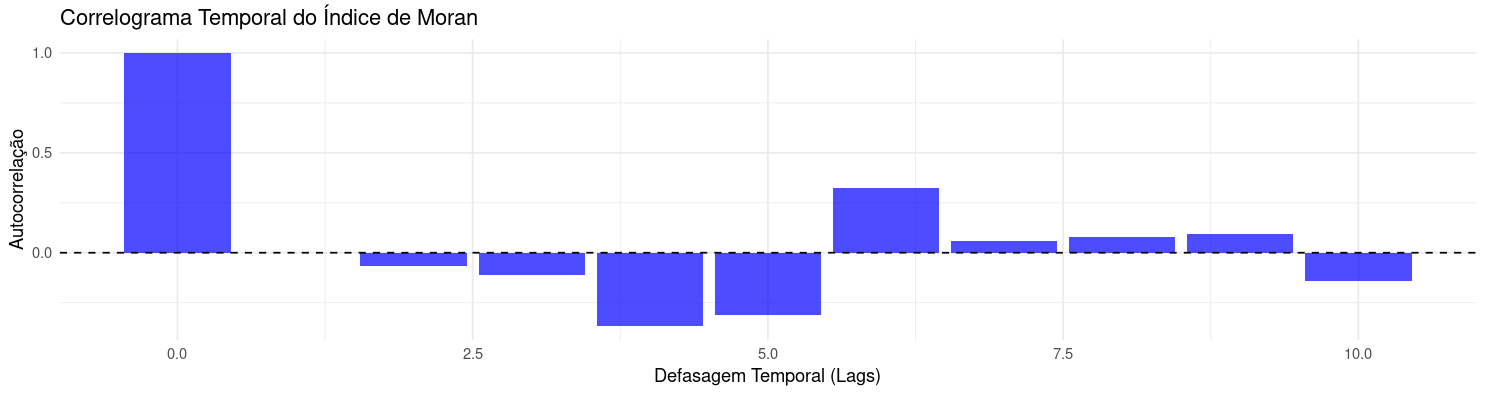 Correlograma Temporal do Índice de Moran
Autocorrelação
1.0
0.5
0.0
0.0 2.5 5.0 7.5 10.0
Defasagem Temporal (Lags)